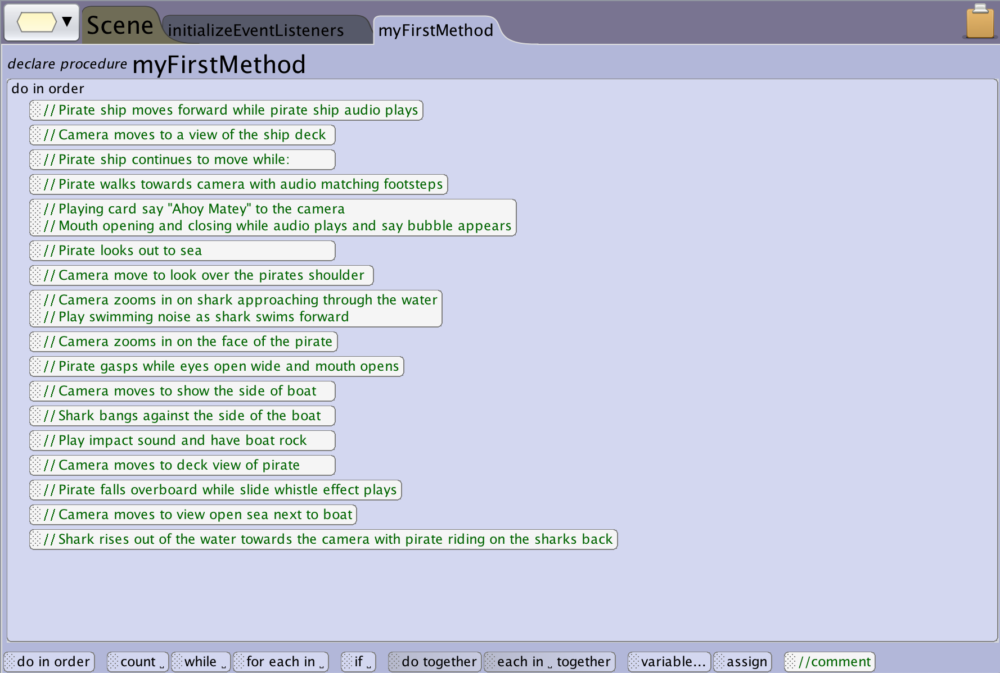 Scene
initializeEventListeners
myFirstMethod
declare procedure myFirstMethod
do in order
// Pirate ship moves forward while pirate ship audio plays
// Camera moves to a view of the ship deck
// Pirate ship continues to move while:
// Pirate walks towards camera with audio matching footsteps
// Playing card say "Ahoy Matey" to the camera
// Mouth opening and closing while audio plays and say bubble appears
// Pirate looks out to sea
// Camera move to look over the pirates shoulder
// Camera zooms in on shark approaching through the water
// Play swimming noise as shark swims forward
// Camera zooms in on the face of the pirate
// Pirate gasps while eyes open wide and mouth opens
// Camera moves to show the side of boat
// Shark bangs against the side of the boat
// Play impact sound and have boat rock
// Camera moves to deck view of pirate
// Pirate falls overboard while slide whistle effect plays
// Camera moves to view open sea next to boat
// Shark rises out of the water towards the camera with pirate riding on the sharks back
do in order
count ⎵
while ⎵
for each in ⎵
if ⎵
do together
each in ⎵ together
variable...
assign
//comment